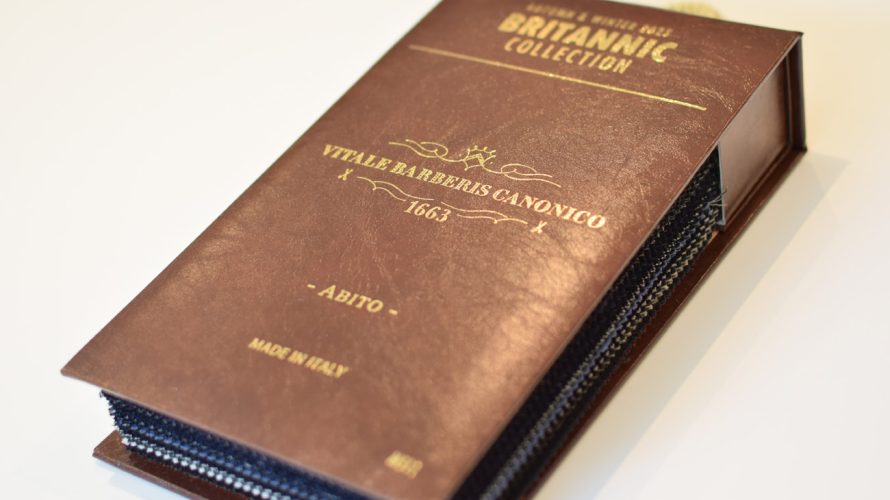 AUTUMN & WINTER 2022
BRITANNIC
COLLECTION
VITALE BARBERIS CANONICO
1663
- ABITO -
MADE IN ITALY